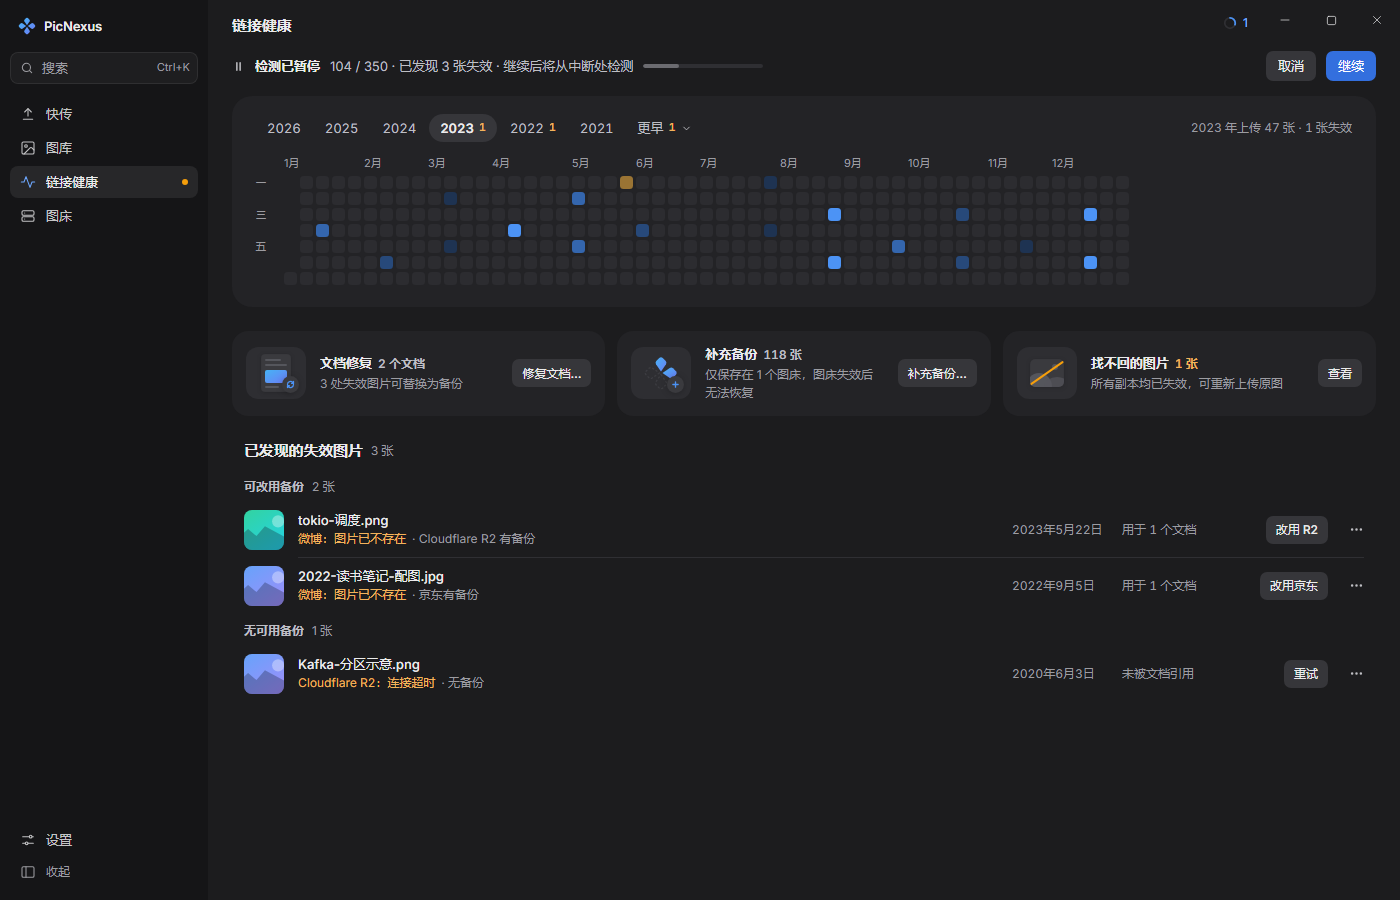 PicNexus
链接健康
1
搜索 Ctrl+K
快传
图库
链接健康
图床
设置
收起
检测已暂停 104 / 350 · 已发现 3 张失效 · 继续后将从中断处检测
取消
继续
2026 2025 2024 2023 1 2022 1 2021 更早 1
2023 年上传 47 张 · 1 张失效
1月 2月 3月 4月 5月 6月 7月 8月 9月 10月 11月 12月
一
三
五
文档修复 2 个文档
3 处失效图片可替换为备份
修复文档...
补充备份 118 张
仅保存在 1 个图床，图床失效后
无法恢复
补充备份...
找不回的图片 1 张
所有副本均已失效，可重新上传原图
查看
已发现的失效图片 3 张
可改用备份 2 张
tokio-调度.png
微博：图片已不存在 · Cloudflare R2 有备份
2023年5月22日 用于 1 个文档 改用 R2
2022-读书笔记-配图.jpg
微博：图片已不存在 · 京东有备份
2022年9月5日 用于 1 个文档 改用京东
无可用备份 1 张
Kafka-分区示意.png
Cloudflare R2：连接超时 · 无备份
2020年6月3日 未被文档引用 重试